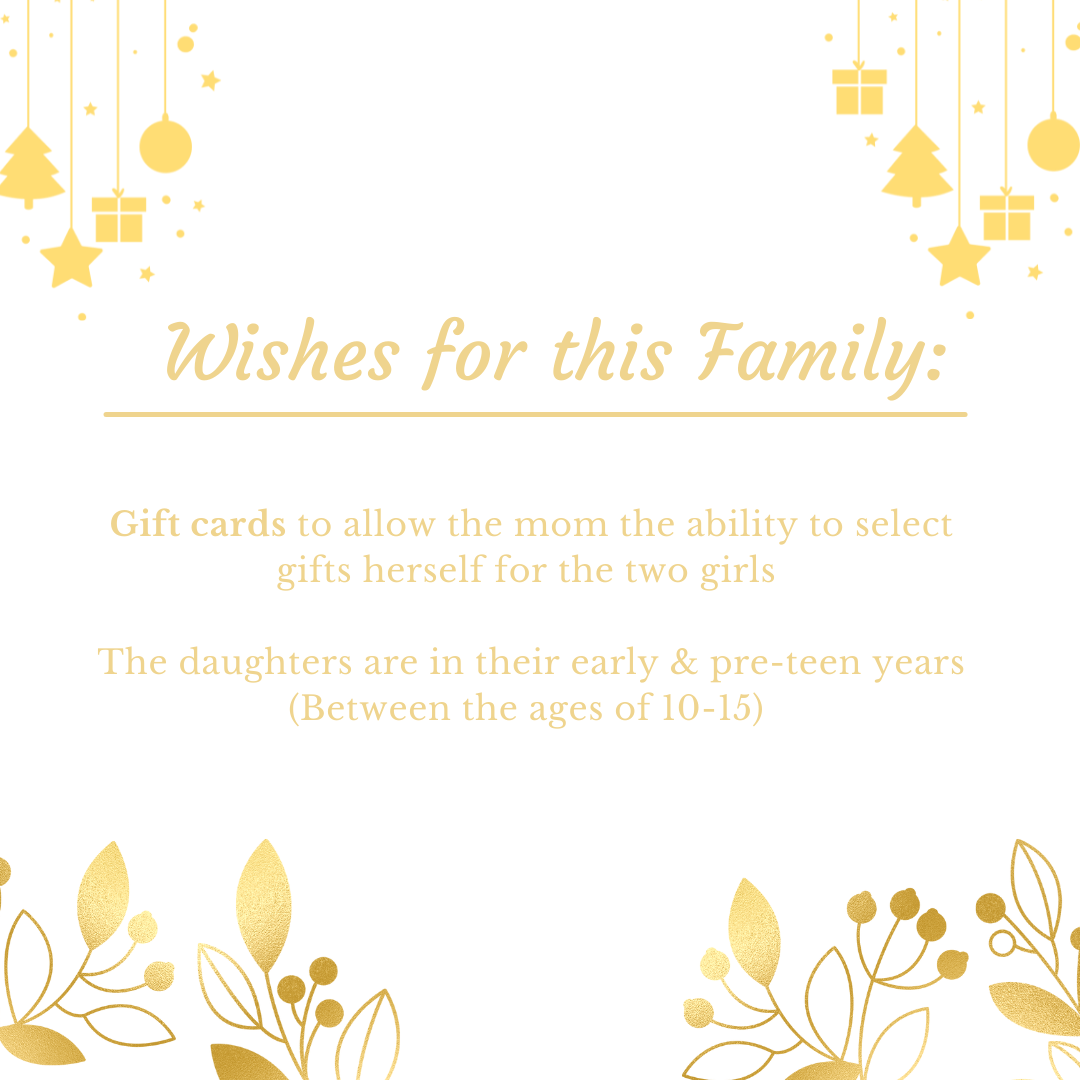 Wishes for this Family:
Gift cards to allow the mom the ability to select
gifts herself for the two girls
The daughters are in their early & pre-teen years
(Between the ages of 10-15)